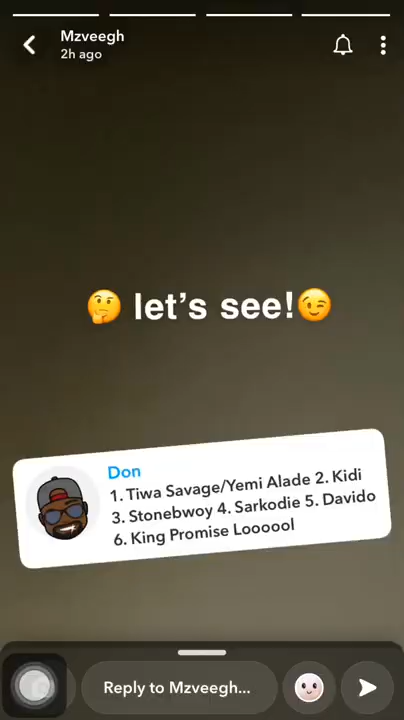 Mzveegh
2h ago
🤔 let's see!😉
Don
1. Tiwa Savage/Yemi Alade 2. Kidi
3. Stonebwoy 4. Sarkodie 5. Davido
6. King Promise Loooool
Reply to Mzveegh...